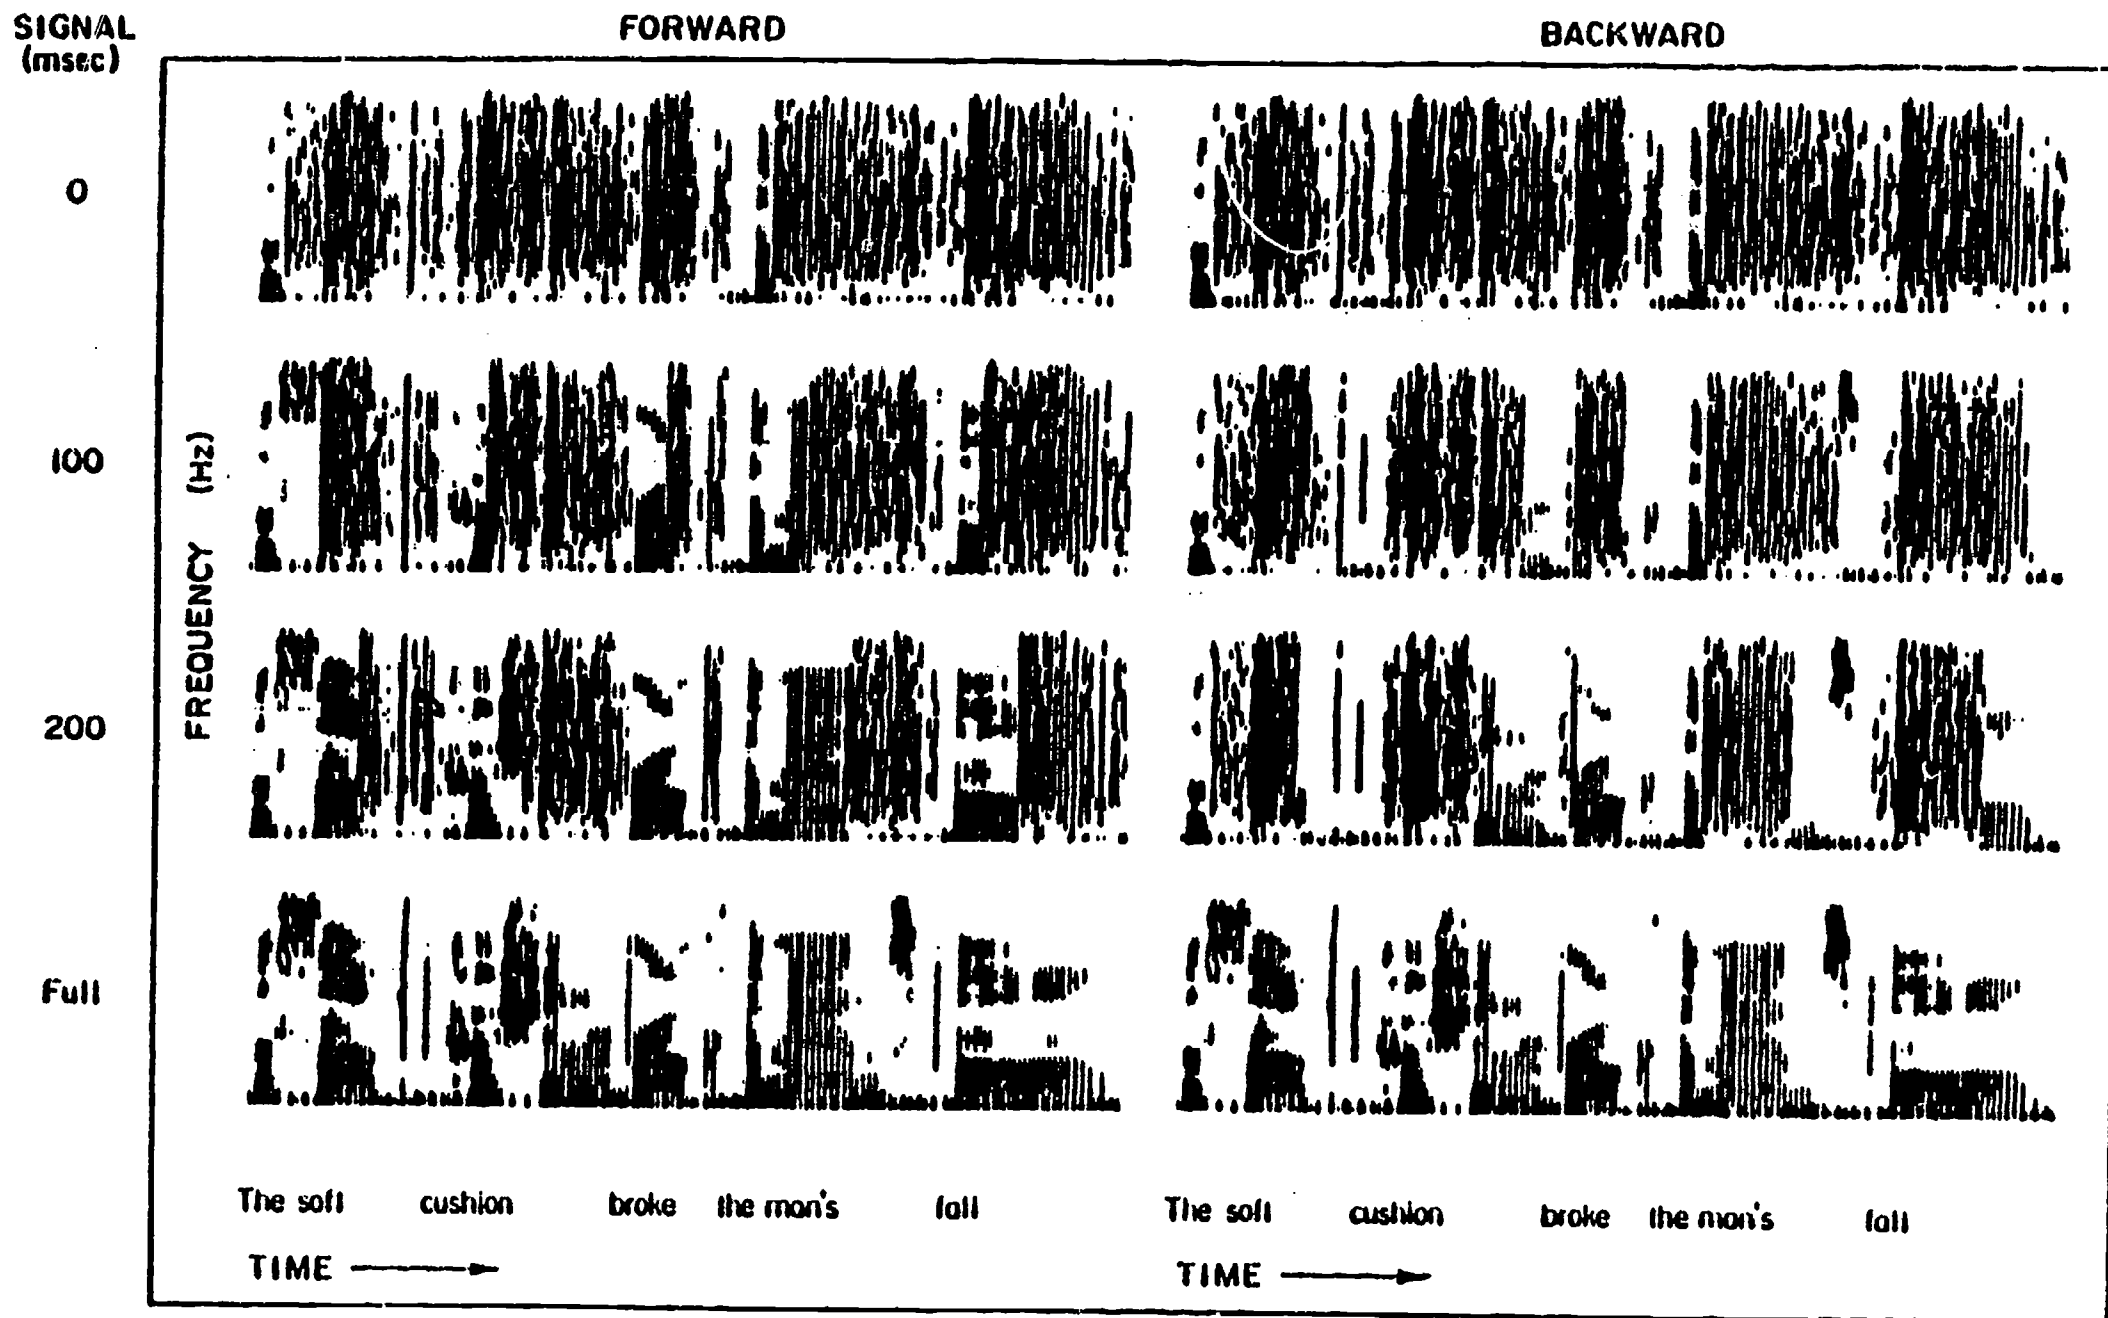 SIGNAL
(msec)
FORWARD
BACKWARD
0
100
200
Full
FREQUENCY (Hz)
The soft cushion broke the man's fall
The soft cushion broke the man's fall
TIME
TIME